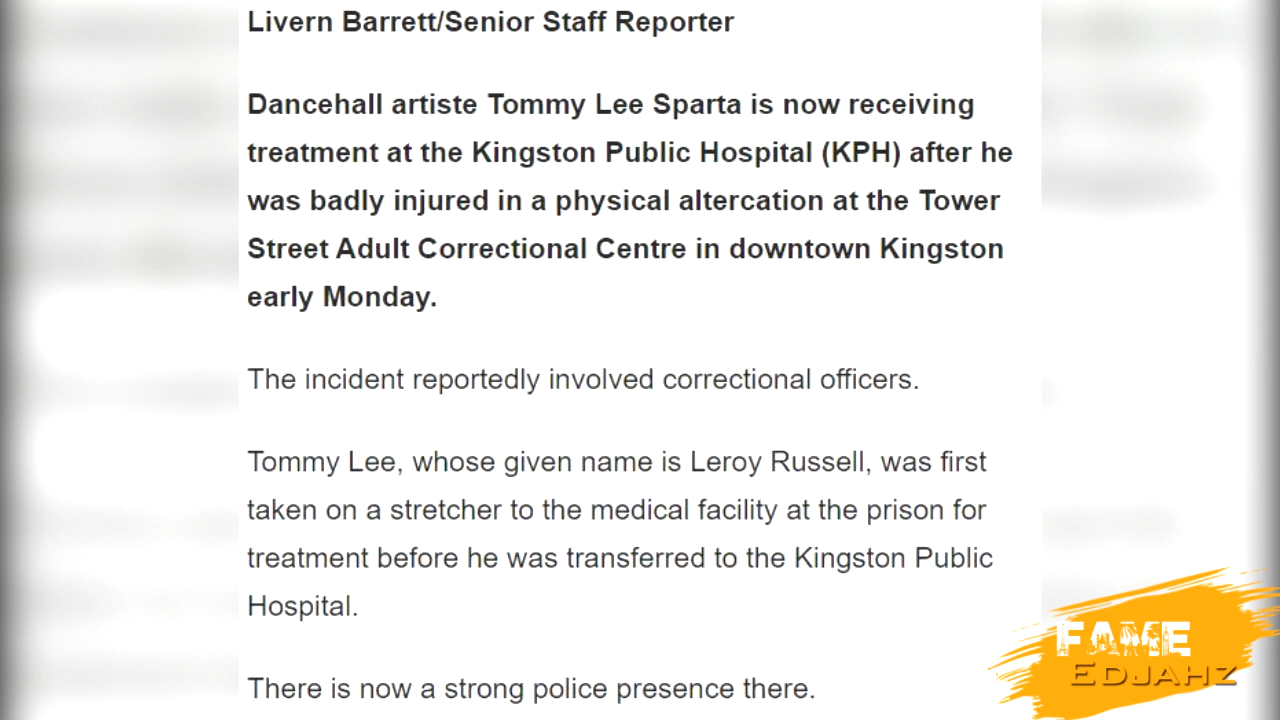 Livern Barrett/Senior Staff Reporter
Dancehall artiste Tommy Lee Sparta is now receiving
treatment at the Kingston Public Hospital (KPH) after he
was badly injured in a physical altercation at the Tower
Street Adult Correctional Centre in downtown Kingston
early Monday.
The incident reportedly involved correctional officers.
Tommy Lee, whose given name is Leroy Russell, was first
taken on a stretcher to the medical facility at the prison for
treatment before he was transferred to the Kingston Public
Hospital.
There is now a strong police presence there.
FAME
EDJAHZ